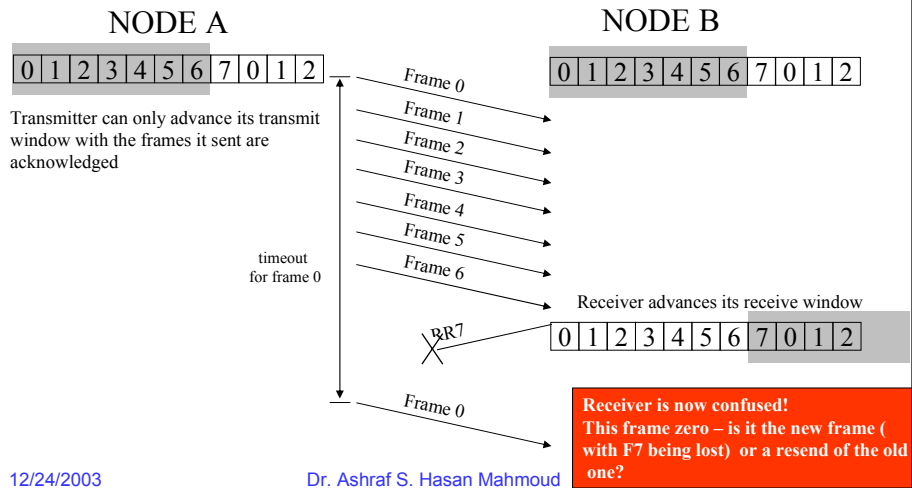 NODE A
NODE B
0 1 2 3 4 5 6 7 0 1 2
0 1 2 3 4 5 6 7 0 1 2
Transmitter can only advance its transmit
window with the frames it sent are
acknowledged
Frame 0
Frame 1
Frame 2
Frame 3
Frame 4
Frame 5
Frame 6
timeout
for frame 0
Receiver advances its receive window
RR7
0 1 2 3 4 5 6 7 0 1 2
Frame 0
Receiver is now confused!
This frame zero – is it the new frame (
with F7 being lost) or a resend of the old
one?
12/24/2003
Dr. Ashraf S. Hasan Mahmoud